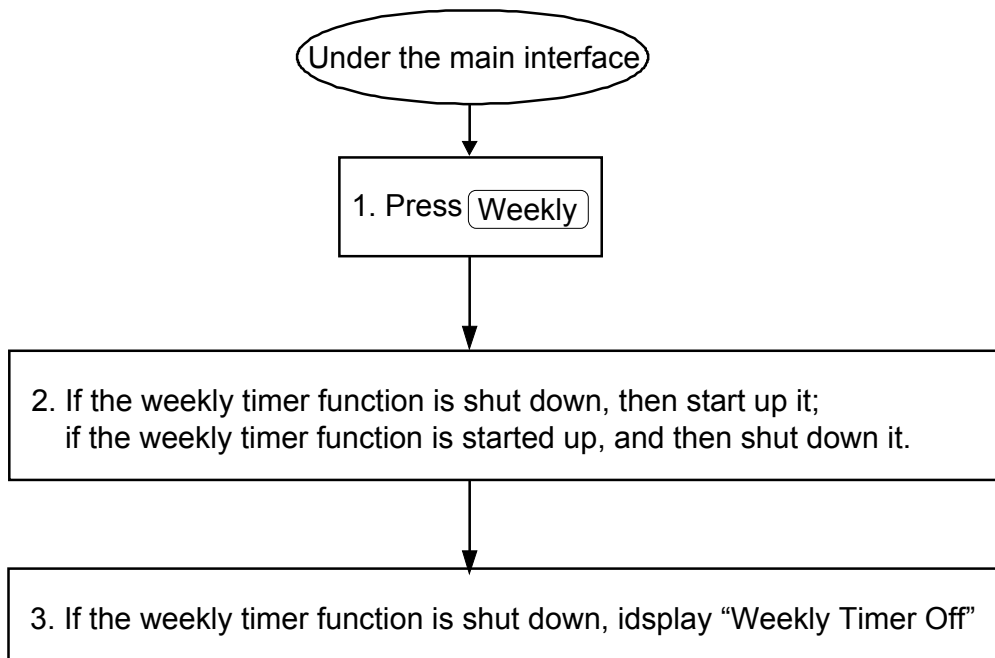 Under the main interface
1. Press Weekly
2. If the weekly timer function is shut down, then start up it;
if the weekly timer function is started up, and then shut down it.
3. If the weekly timer function is shut down, idsplay “Weekly Timer Off”